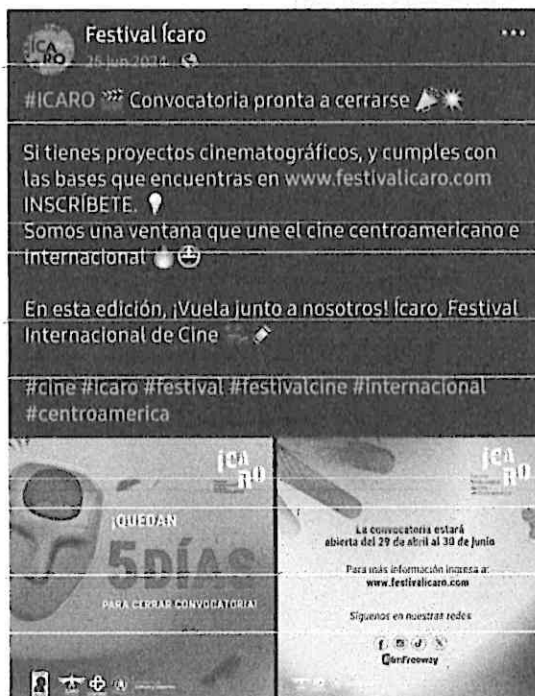 Festival Ícaro
25 jun 2024
#ICARO Convocatoria pronta a cerrarse
Si tienes proyectos cinematográficos, y cumples con
las bases que encuentras en www.festivalicaro.com
INSCRÍBETE.
Somos una ventana que une el cine centroamericano e
internacional
En esta edición, ¡Vuela junto a nosotros! Ícaro, Festival
Internacional de Cine
#cine #icaro #festival #festivalcine #internacional
#centroamerica
¡QUEDAN
5 DÍAS
PARA CERRAR CONVOCATORIA!
La convocatoria estará
abierta del 29 de abril al 30 de junio
Para más información ingresa a:
www.festivalicaro.com
Síguenos en nuestras redes